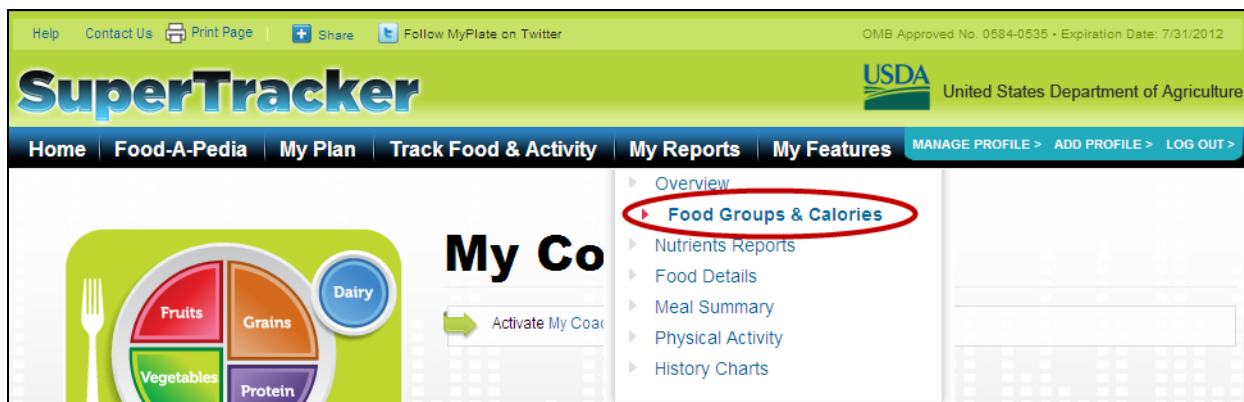 Help Contact Us Print Page Share Follow MyPlate on Twitter OMB Approved No. 0584-0535 • Expiration Date: 7/31/2012
SuperTracker USDA United States Department of Agriculture
Home Food-A-Pedia My Plan Track Food & Activity My Reports My Features MANAGE PROFILE > ADD PROFILE > LOG OUT >
Overview
Food Groups & Calories
Nutrients Reports
Food Details
Meal Summary
Physical Activity
History Charts
My Co
Activate My Coac
Fruits
Grains
Dairy
Vegetables
Protein